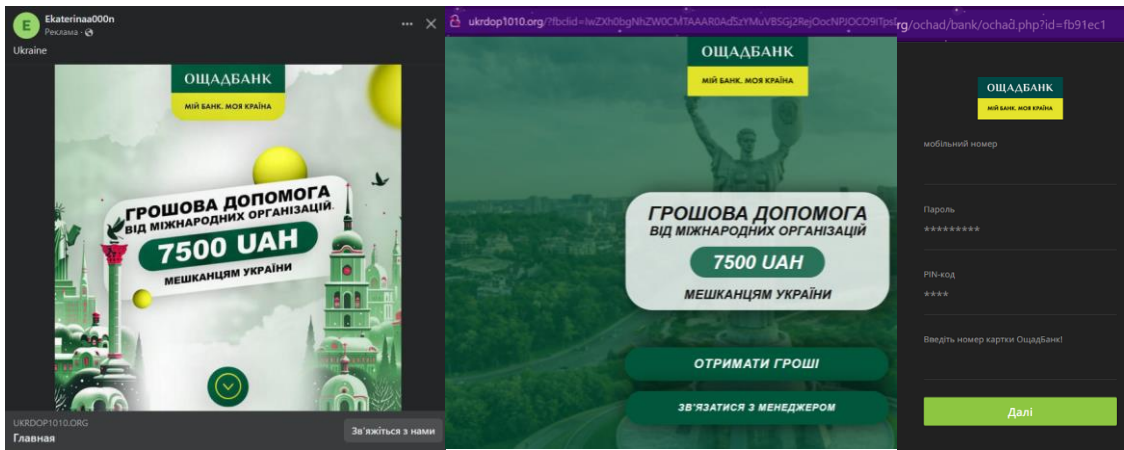 E
Ekaterinaa000n
Реклама ·
Ukraine
ОЩАДБАНК
МІЙ БАНК. МОЯ КРАЇНА
ГРОШОВА ДОПОМОГА
ВІД МІЖНАРОДНИХ ОРГАНІЗАЦІЙ.
7500 UAH
МЕШКАНЦЯМ УКРАЇНИ
UKRDOP1010.ORG
Главная
Зв'яжіться з нами
ukrdop1010.org/?fbclid=
ОЩАДБАНК
МІЙ БАНК. МОЯ КРАЇНА
ГРОШОВА ДОПОМОГА
ВІД МІЖНАРОДНИХ ОРГАНІЗАЦІЙ
7500 UAH
МЕШКАНЦЯМ УКРАЇНИ
ОТРИМАТИ ГРОШІ
ЗВ'ЯЗАТИСЯ З МЕНЕДЖЕРОМ
rg/ochad/bank/ochad.php?id=fb91ec1
ОЩАДБАНК
МІЙ БАНК. МОЯ КРАЇНА
мобільний номер
Пароль
*********
PIN-код
****
Введіть номер картки ОщадБанк!
Далі